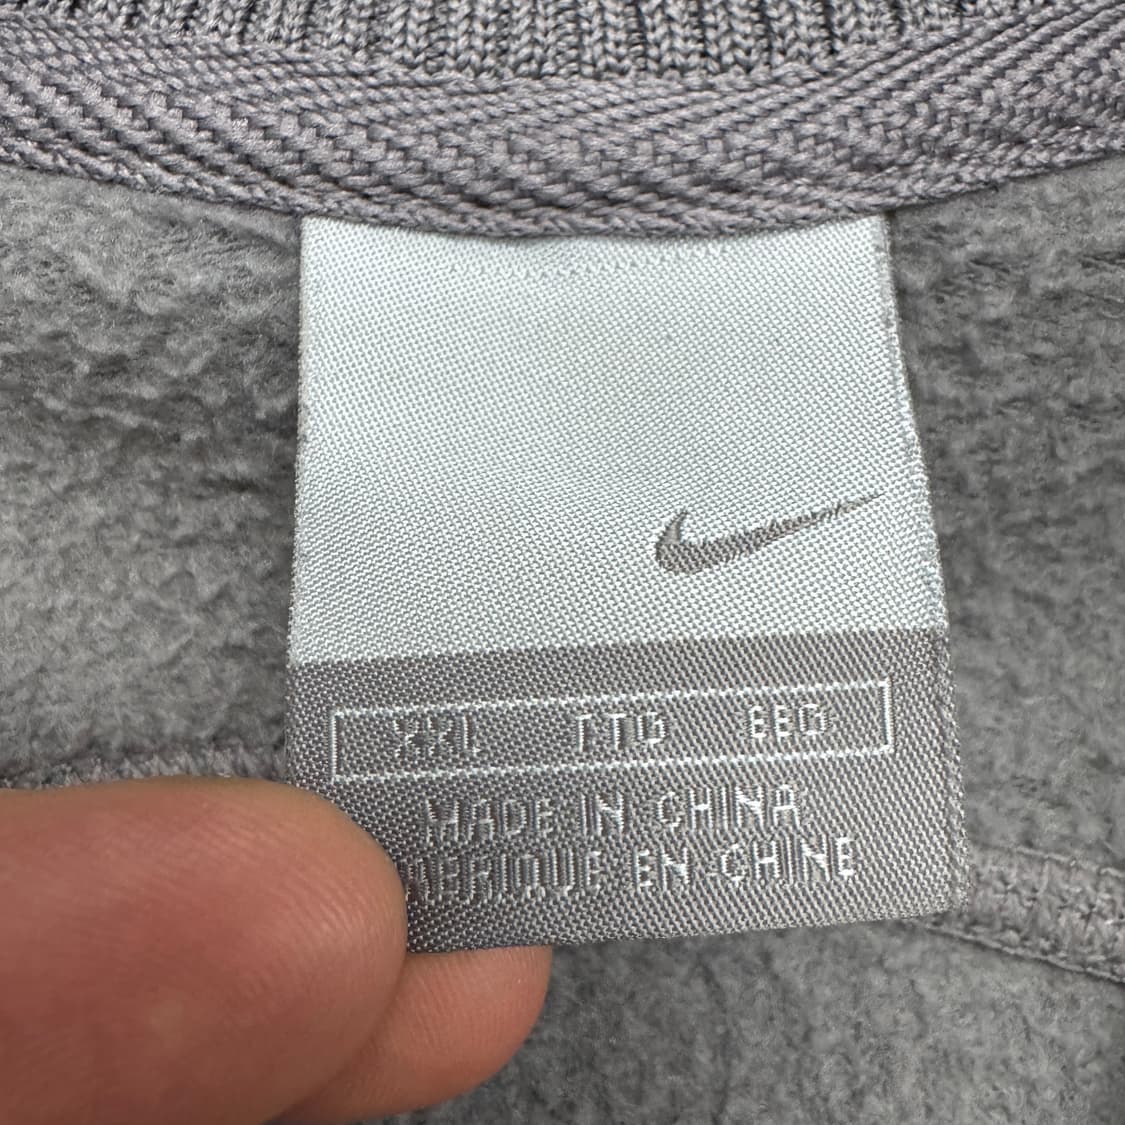 XXL TTG EEG
MADE IN CHINA
FABRIQUE EN CHINE